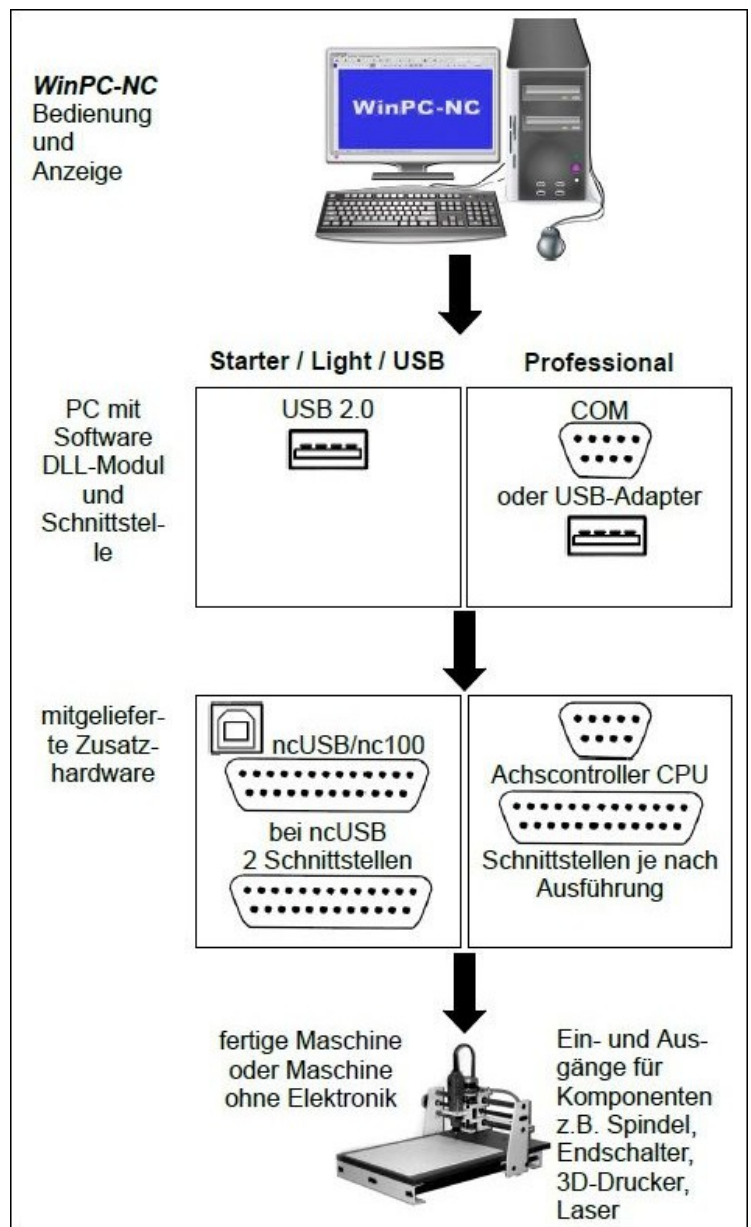 WinPC-NC
Bedienung
und
Anzeige
WinPC-NC
Starter / Light / USB
Professional
PC mit
Software
DLL-Modul
und
Schnittstel-
le
USB 2.0
COM
oder USB-Adapter
mitgeliefer-
te Zusatz-
hardware
ncUSB/nc100
bei ncUSB
2 Schnittstellen
Achscontroller CPU
Schnittstellen je nach
Ausführung
fertige Maschine
oder Maschine
ohne Elektronik
Ein- und Aus-
gänge für
Komponenten
z.B. Spindel,
Endschalter,
3D-Drucker,
Laser